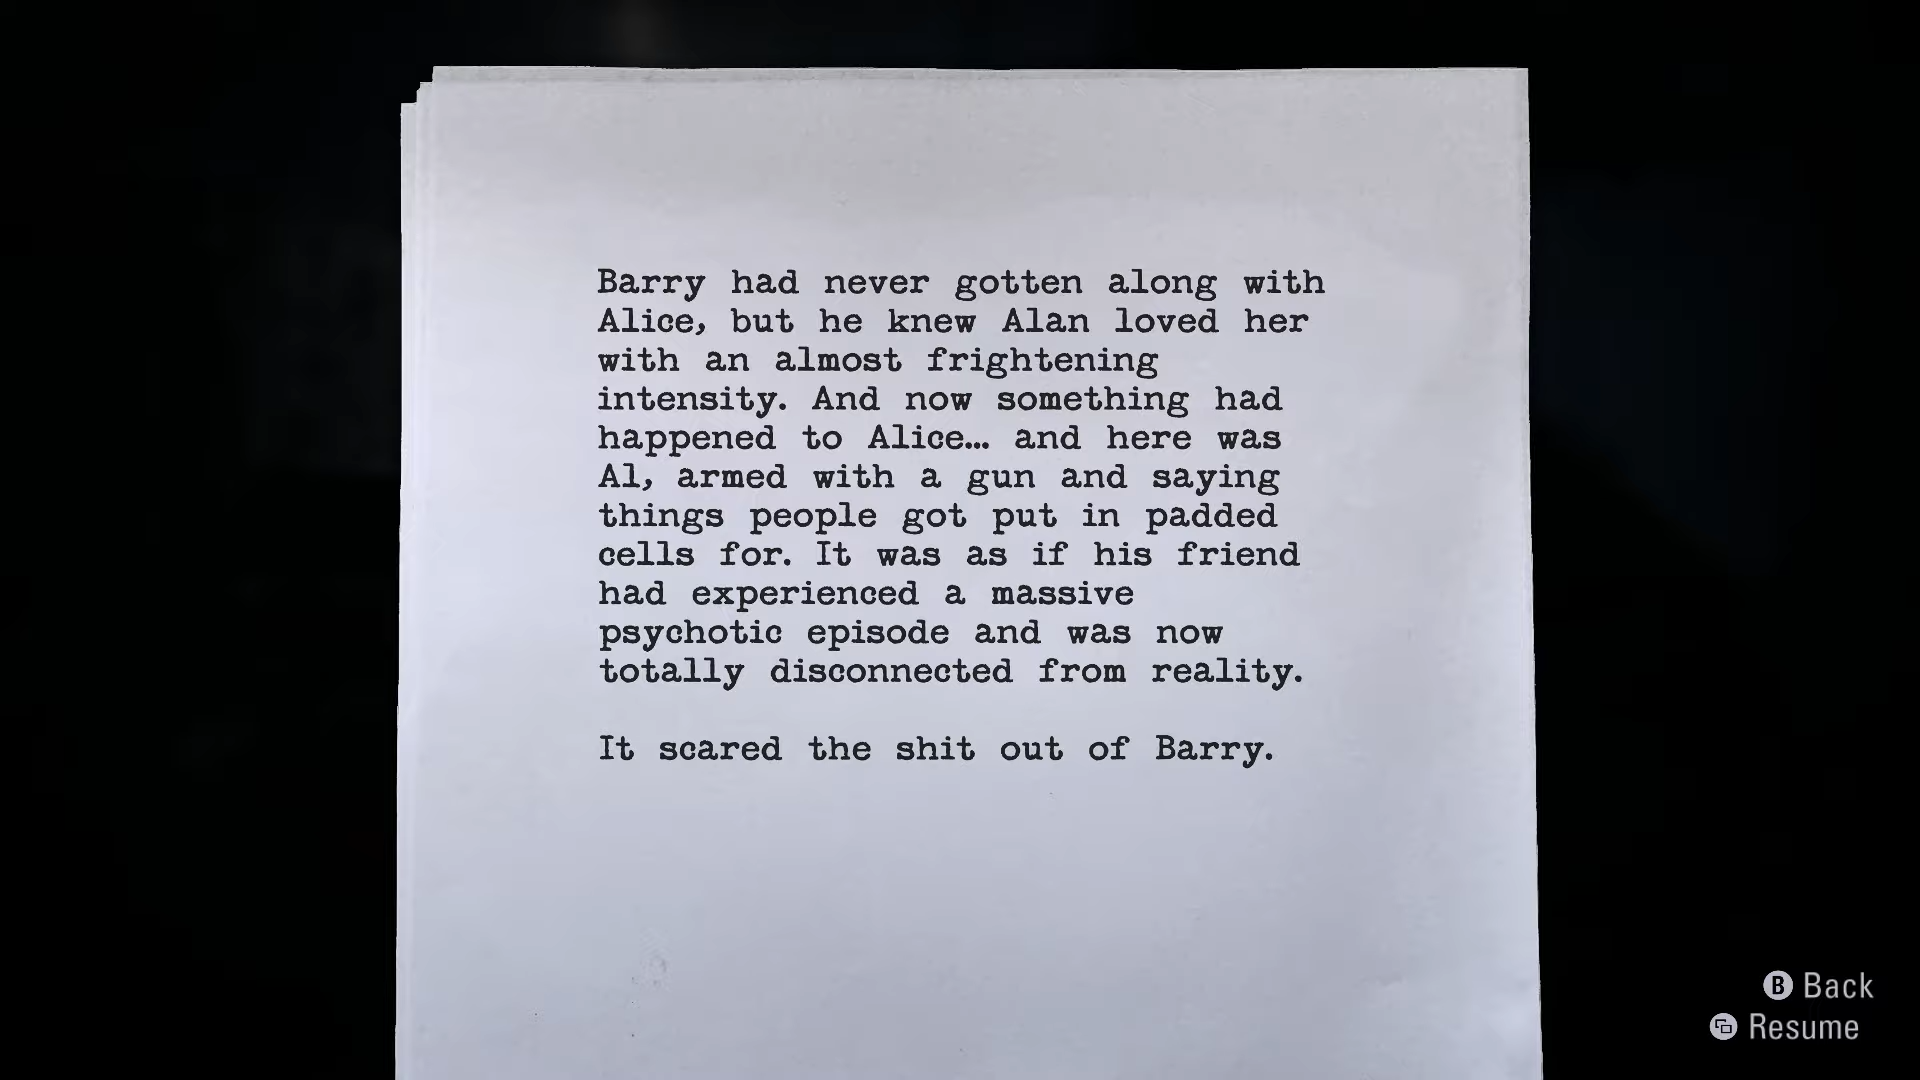 Barry had never gotten along with
Alice, but he knew Alan loved her
with an almost frightening
intensity. And now something had
happened to Alice… and here was
Al, armed with a gun and saying
things people got put in padded
cells for. It was as if his friend
had experienced a massive
psychotic episode and was now
totally disconnected from reality.
It scared the shit out of Barry.
B Back
Resume